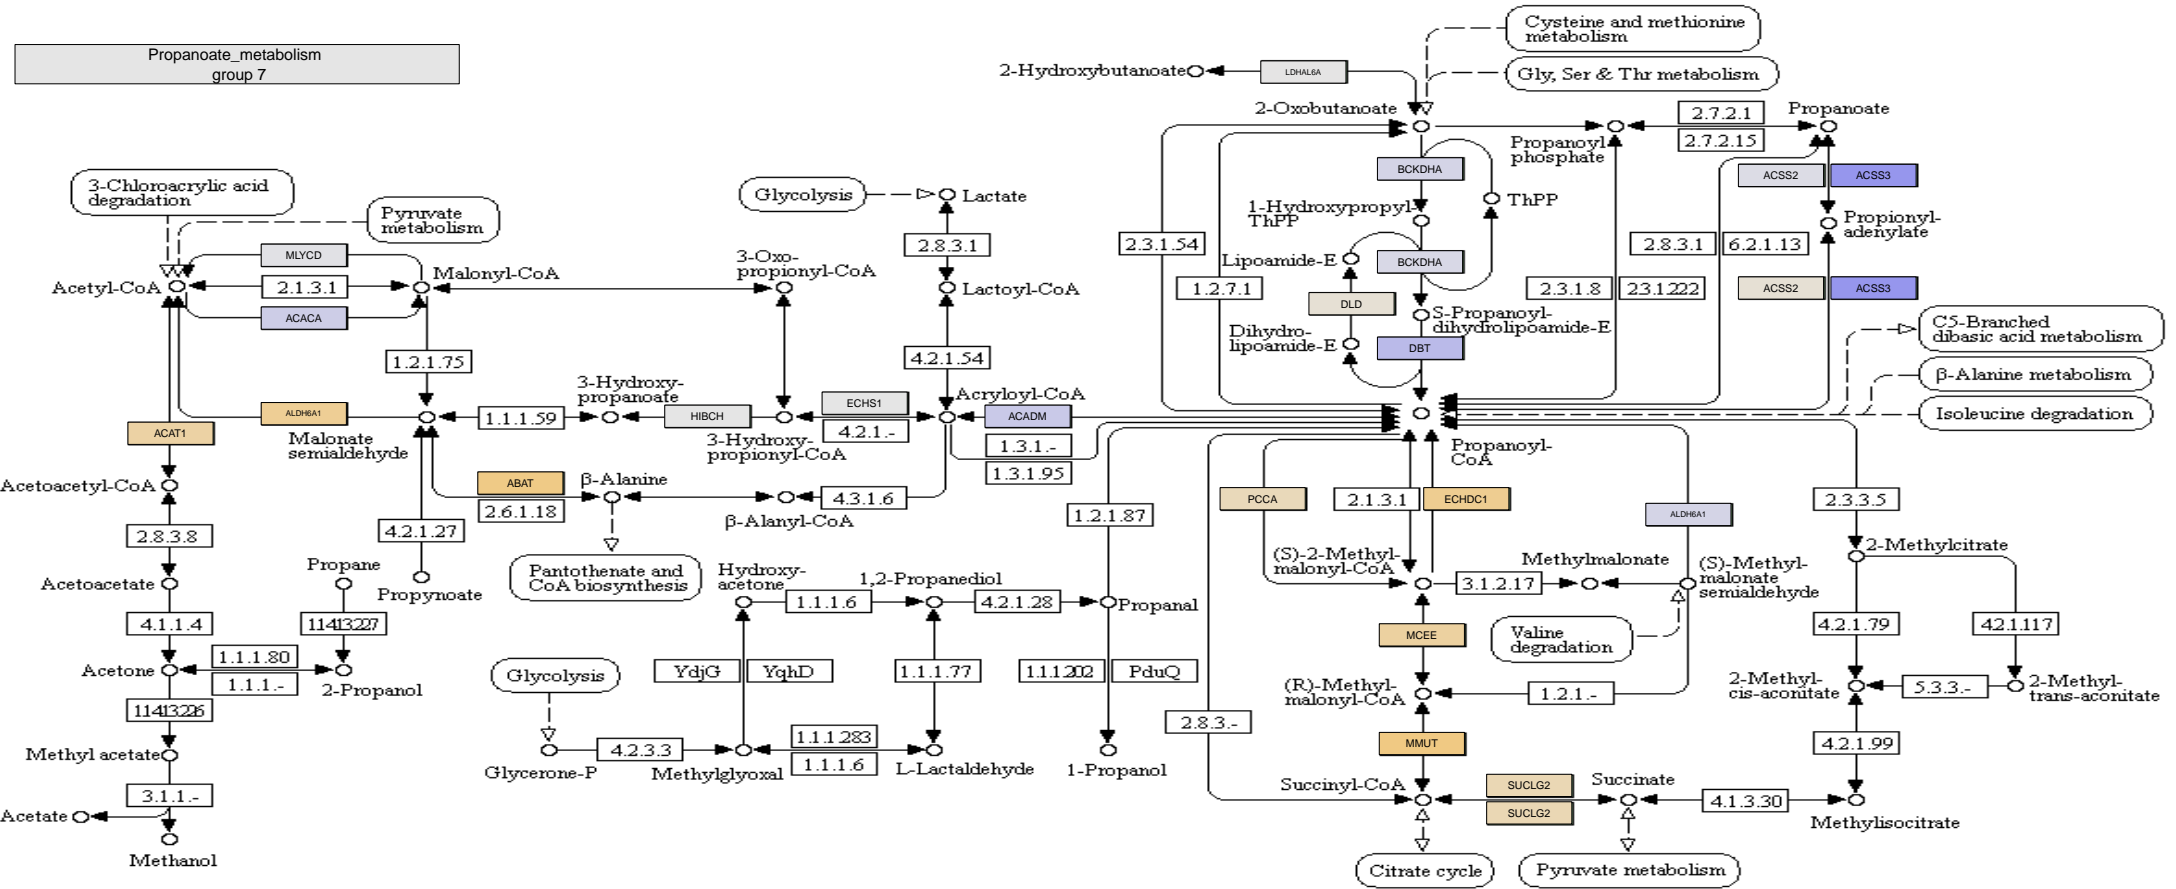 Propanoate_metabolism
group 7
Cysteine and methionine
metabolism
Gly, Ser & Thr metabolism
2-Hydroxybutanoate
LDHAL6A
2-Oxobutanoate
Propanoyl
phosphate
2.7.2.1
2.7.2.15
Propanoate
3-Chloroacrylic acid
degradation
Pyruvate
metabolism
Glycolysis
Lactate
BCKDHA
ThPP
1-Hydroxypropyl-
ThPP
ACSS2
ACSS3
Propionyl-
adenylate
MLYCD
Acetyl-CoA
2.1.3.1
Malonyl-CoA
ACACA
3-Oxo-
propionyl-CoA
2.8.3.1
Lactoyl-CoA
2.3.1.54
1.2.7.1
Lipoamide-E
BCKDHA
DLD
S-Propanoyl-
dihydrolipoamide-E
Dihydro-
lipoamide-E
DBT
2.8.3.1
6.2.1.13
2.3.1.8
2.3.1.222
ACSS2
ACSS3
C5-Branched
dibasic acid metabolism
β-Alanine metabolism
Isoleucine degradation
1.2.1.75
4.2.1.54
Acryloyl-CoA
ACAT1
ALDH6A1
Malonate
semialdehyde
1.1.1.59
3-Hydroxy-
propanoate
HIBCH
3-Hydroxy-
propionyl-CoA
ECHS1
4.2.1.-
ACADM
1.3.1.-
1.3.1.95
Propanoyl-
CoA
Acetoacetyl-CoA
ABAT
2.6.1.18
β-Alanine
β-Alanyl-CoA
4.3.1.6
1.2.1.87
PCCA
2.1.3.1
ECHDC1
ALDH6A1
2.3.3.5
2.8.3.8
4.2.1.27
Pantothenate and
CoA biosynthesis
(S)-2-Methyl-
malonyl-CoA
3.1.2.17
Methylmalonate
(S)-Methyl-
malonate
semialdehyde
2-Methylcitrate
Acetoacetate
Propane
Propynoate
Hydroxy-
acetone
1.1.1.6
1,2-Propanediol
4.2.1.28
Propanal
4.1.1.4
1.14.13.227
MCEE
Valine
degradation
4.2.1.79
4.2.1.117
Acetone
1.1.1.80
1.1.1.-
2-Propanol
Glycolysis
YdjG
YqhD
1.1.1.77
1.1.1.202
PduQ
(R)-Methyl-
malonyl-CoA
1.2.1.-
2-Methyl-
cis-aconitate
5.3.3.-
2-Methyl-
trans-aconitate
1.14.13.226
2.8.3.-
MMUT
4.2.1.99
Methyl acetate
Glycerone-P
4.2.3.3
Methylglyoxal
1.1.1.283
1.1.1.6
L-Lactaldehyde
1-Propanol
3.1.1.-
Acetate
Methanol
Succinyl-CoA
SUCLG2
SUCLG2
Succinate
4.1.3.30
Methylisocitrate
Citrate cycle
Pyruvate metabolism